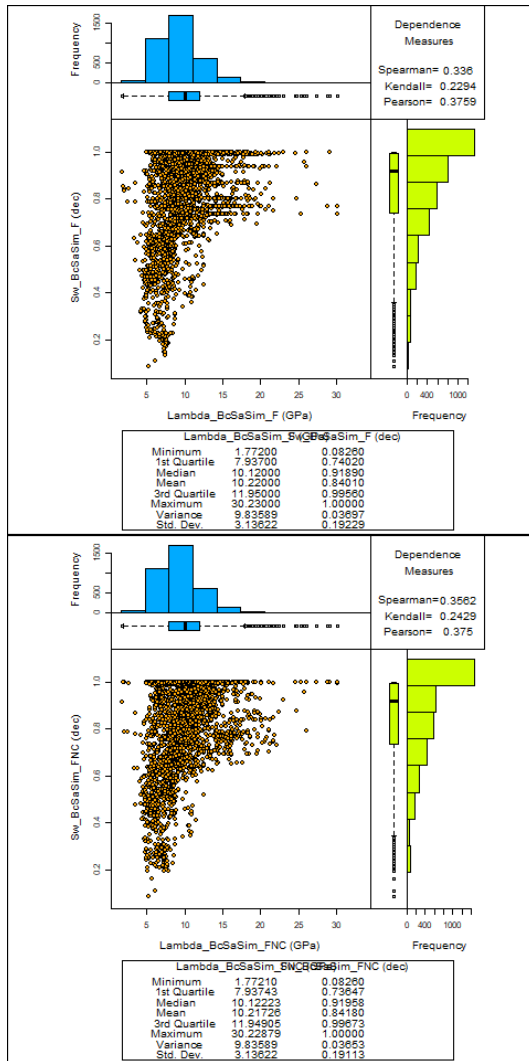 Frequency
0 500 1500
Dependence
Measures
Spearman= 0.336
Kendall= 0.2294
Pearson= 0.3759
Sw_BcSaSim_F (dec)
0.2 0.4 0.6 0.8 1.0
5 10 15 20 25 30
Lambda_BcSaSim_F (GPa)
0 400 1000
Frequency
Lambda_BcSaSim_F (GPa) Sw_BcSaSim_F (dec)
Minimum 1.77200 0.08260
1st Quartile 7.93700 0.74020
Median 10.12000 0.91890
Mean 10.22000 0.84010
3rd Quartile 11.95000 0.99560
Maximum 30.23000 1.00000
Variance 9.83589 0.03697
Std. Dev. 3.13622 0.19229
Frequency
0 500 1500
Dependence
Measures
Spearman=0.3562
Kendall= 0.2429
Pearson= 0.375
Sw_BcSaSim_FNC (dec)
0.2 0.4 0.6 0.8 1.0
5 10 15 20 25 30
Lambda_BcSaSim_FNC (GPa)
0 400 1000
Frequency
Lambda_BcSaSim_FNC (GPa) Sw_BcSaSim_FNC (dec)
Minimum 1.77210 0.08260
1st Quartile 7.93743 0.73647
Median 10.12223 0.91958
Mean 10.21726 0.84180
3rd Quartile 11.94905 0.99673
Maximum 30.22879 1.00000
Variance 9.83589 0.03653
Std. Dev. 3.13622 0.19113